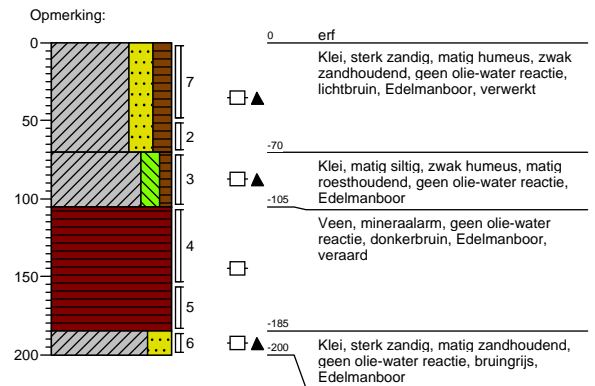 Opmerking:
0
50
100
150
200
7
2
3
4
5
6
0 erf
Klei, sterk zandig, matig humeus, zwak
zandhoudend, geen olie-water reactie,
lichtbruin, Edelmanboor, verwerkt
-70
Klei, matig siltig, zwak humeus, matig
roesthoudend, geen olie-water reactie,
Edelmanboor
-105
Veen, mineraalarm, geen olie-water
reactie, donkerbruin, Edelmanboor,
veraard
-185
-200
Klei, sterk zandig, matig zandhoudend,
geen olie-water reactie, bruingrijs,
Edelmanboor